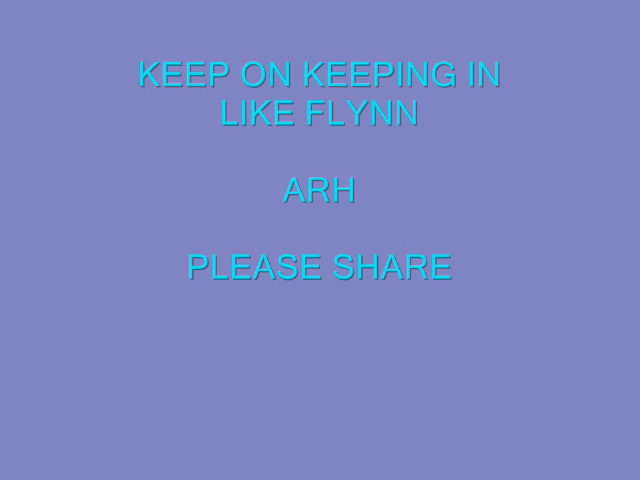 KEEP ON KEEPING IN
LIKE FLYNN
ARH
PLEASE SHARE